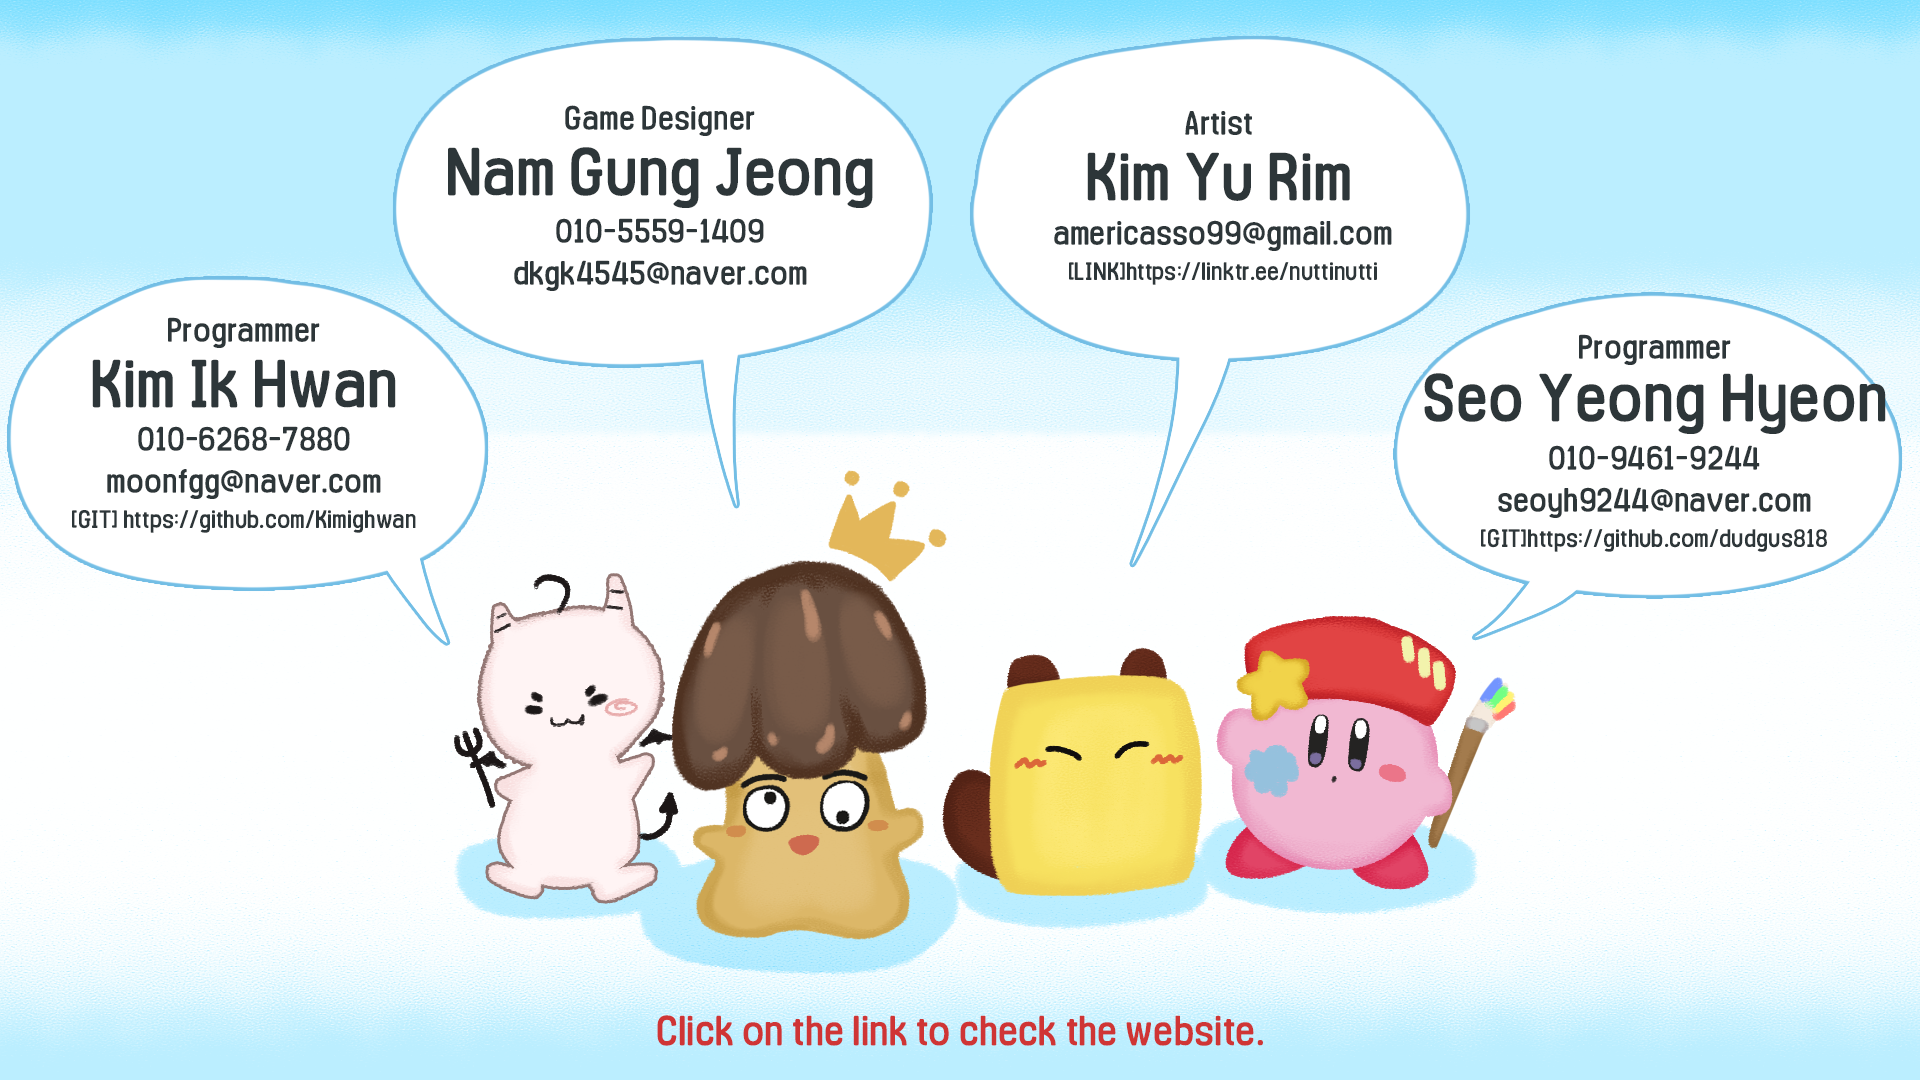 Game Designer
Nam Gung Jeong
010-5559-1409
dkgk4545@naver.com
Artist
Kim Yu Rim
americasso99@gmail.com
[LINK]https://linktr.ee/nuttinutti
Programmer
Kim Ik Hwan
010-6268-7880
moonfgg@naver.com
[GIT] https://github.com/Kimighwan
Programmer
Seo Yeong Hyeon
010-9461-9244
seoyh9244@naver.com
[GIT]https://github.com/dudgus818
Click on the link to check the website.